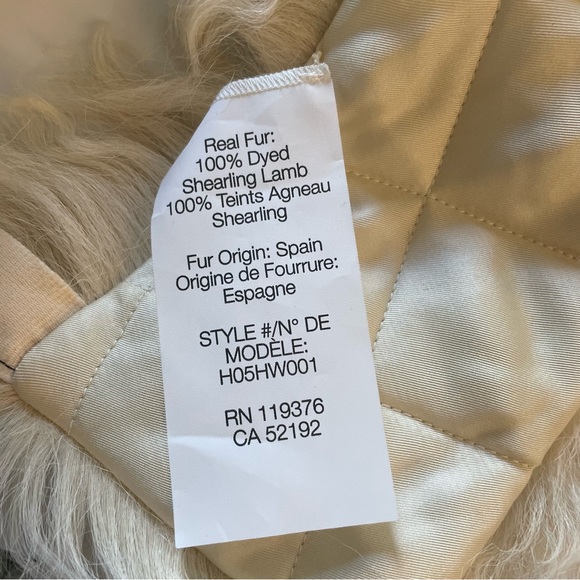 Real Fur:
100% Dyed
Shearling Lamb
100% Teints Agneau
Shearling
Fur Origin: Spain
Origine de Fourrure:
Espagne
STYLE #/N° DE
MODÈLE:
H05HW001
RN 119376
CA 52192